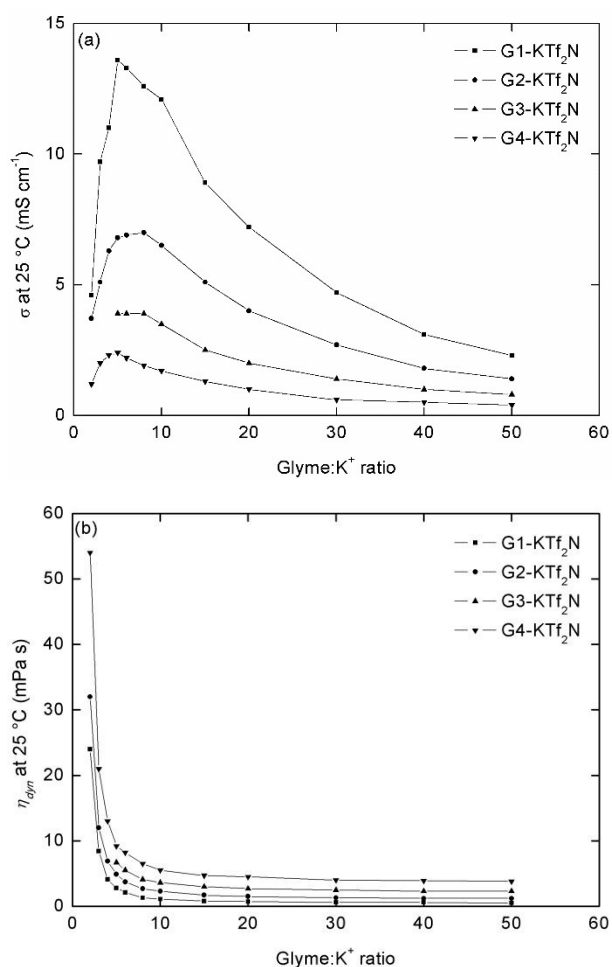 15
(a)
G1-KTf₂N
G2-KTf₂N
G3-KTf₂N
G4-KTf₂N
10
5
0
σ at 25 °C (mS cm⁻¹)
0 10 20 30 40 50 60
Glyme:K⁺ ratio
60
(b)
G1-KTf₂N
G2-KTf₂N
G3-KTf₂N
G4-KTf₂N
50
40
30
20
10
0
η_dyn at 25 °C (mPa s)
0 10 20 30 40 50 60
Glyme:K⁺ ratio